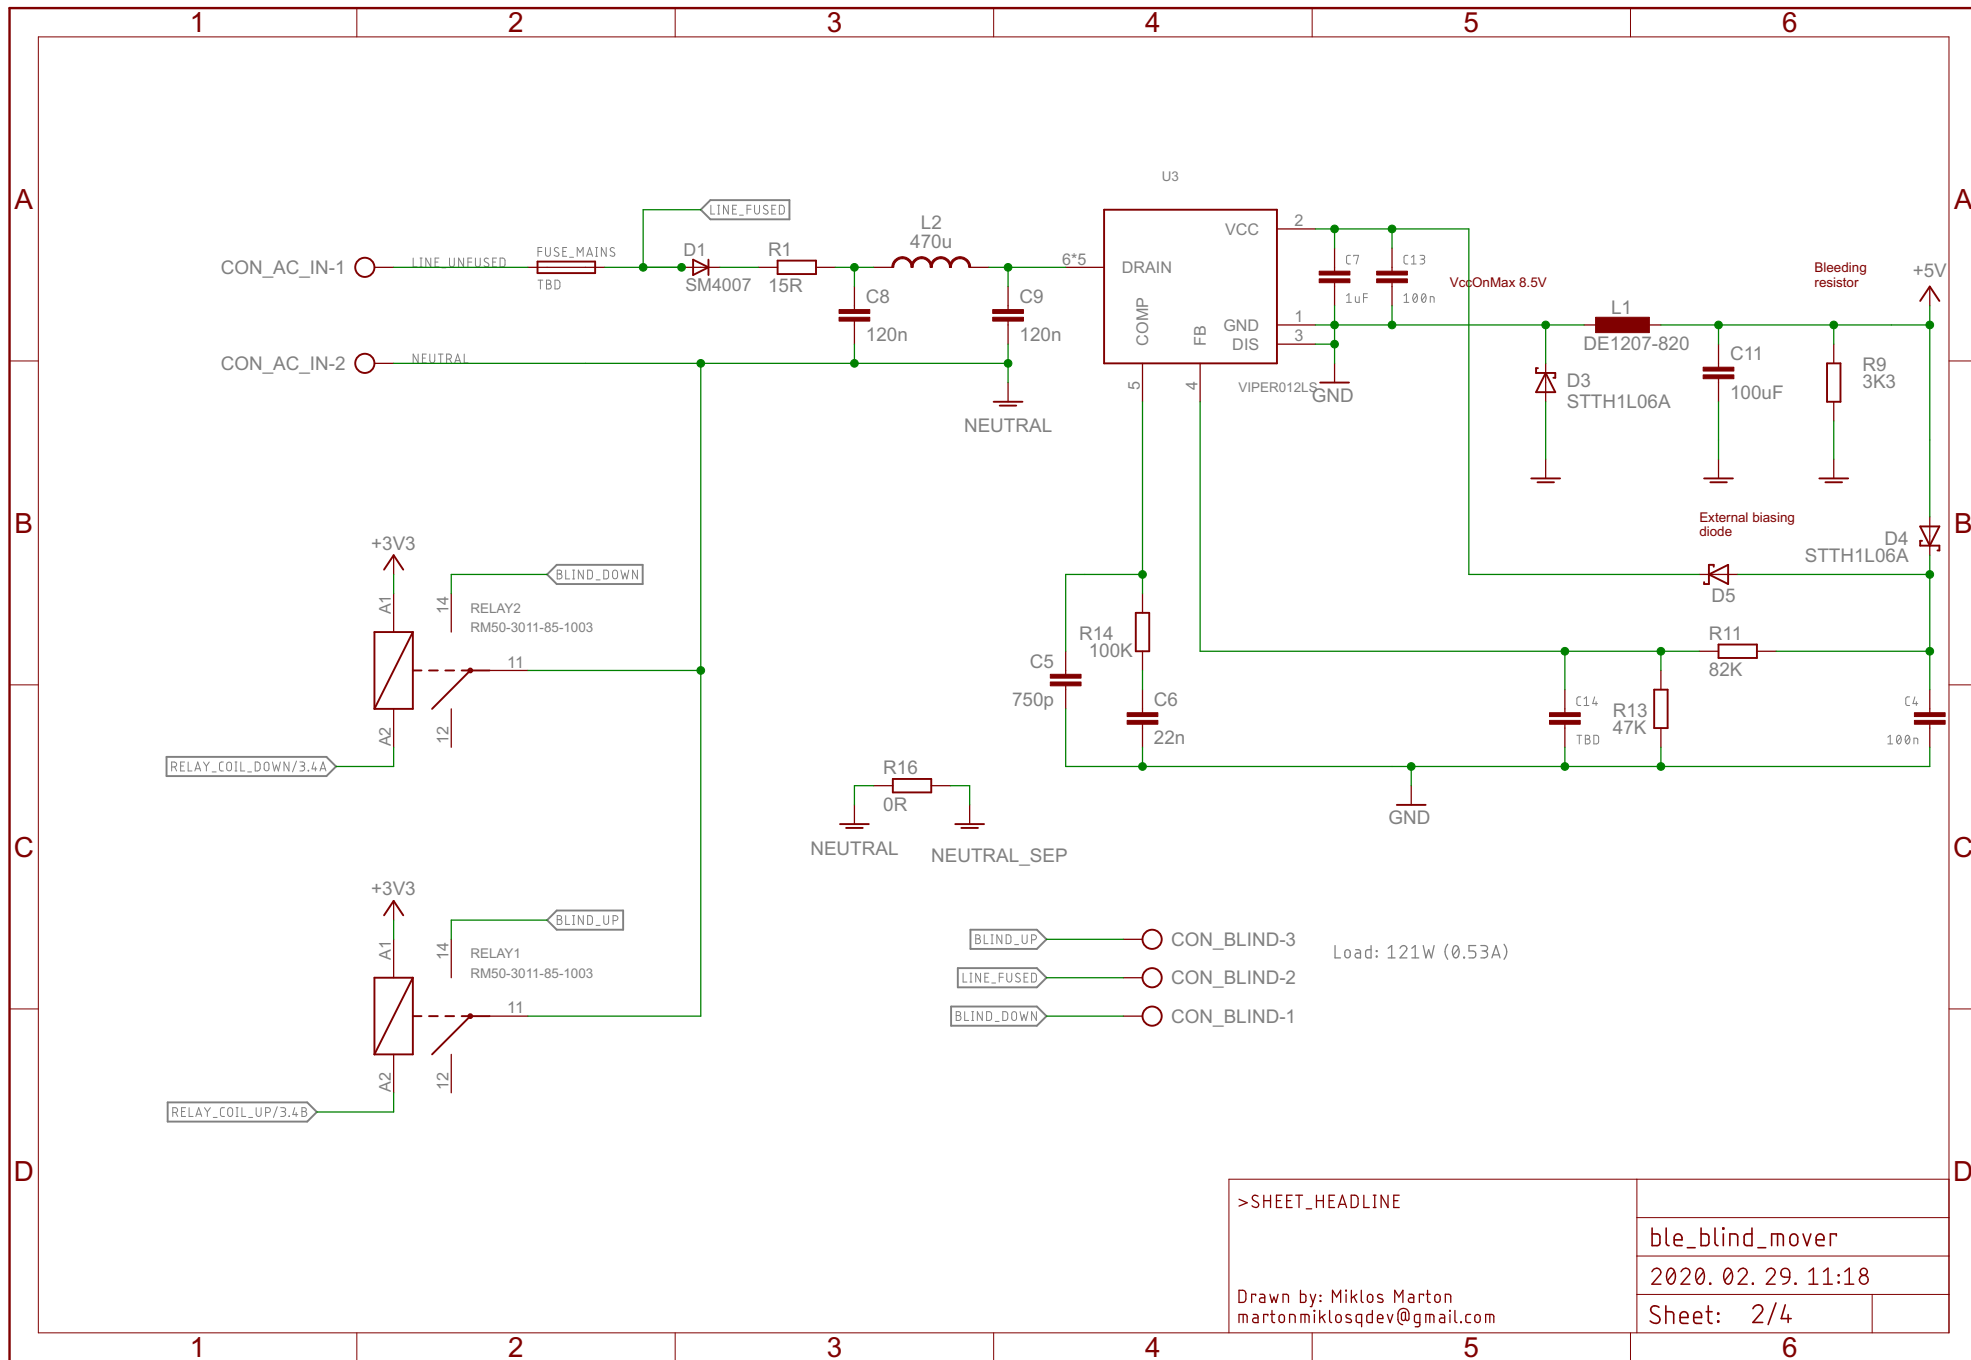 1 2 3 4 5 6
A A
U3
LINE_FUSED
CON_AC_IN-1
LINE_UNFUSED
FUSE_MAINS
TBD
D1
SM4007
R1
15R
L2
470u
C8
120n
C9
120n
6*5
DRAIN
VCC
COMP
FB
GND
DIS
2
1
3
5
4
VIPER012LS
GND
C7
1uF
C13
100n
VccOnMax 8.5V
L1
DE1207-820
Bleeding
resistor
+5V
D3
STTH1L06A
C11
100uF
R9
3K3
CON_AC_IN-2
NEUTRAL
NEUTRAL
B B
External biasing
diode
D4
STTH1L06A
D5
+3V3
BLIND_DOWN
A1
14
RELAY2
RM50-3011-85-1003
11
A2
12
RELAY_COIL_DOWN/3.4A
R14
100K
C5
750p
C6
22n
R11
82K
C14
TBD
R13
47K
C4
100n
GND
R16
0R
NEUTRAL
NEUTRAL_SEP
C C
+3V3
BLIND_UP
A1
14
RELAY1
RM50-3011-85-1003
11
A2
12
RELAY_COIL_UP/3.4B
BLIND_UP CON_BLIND-3
LINE_FUSED CON_BLIND-2
BLIND_DOWN CON_BLIND-1
Load: 121W (0.53A)
D D
>SHEET_HEADLINE
ble_blind_mover
2020. 02. 29. 11:18
Drawn by: Miklos Marton
martonmiklosqdev@gmail.com
Sheet: 2/4
1 2 3 4 5 6